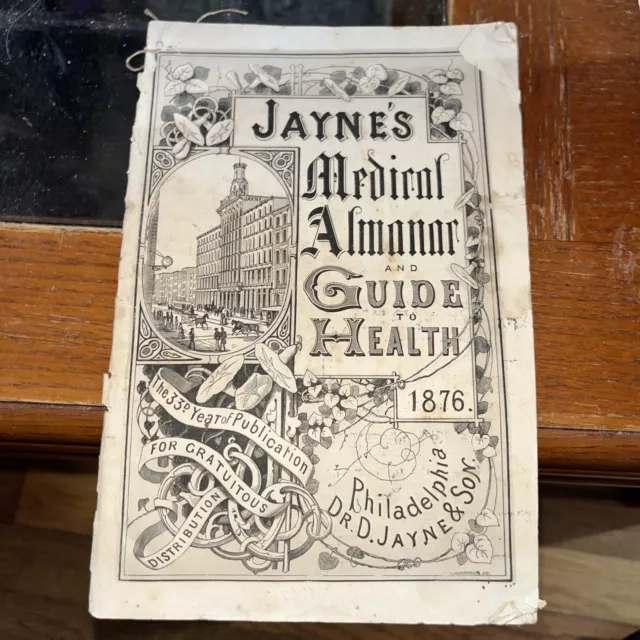 JAYNE'S
Medical
Almanac
AND
GUIDE
TO
HEALTH
1876.
The 33D Year of Publication
FOR GRATUITOUS
DISTRIBUTION
Philadelphia
DR. D. JAYNE & SON.